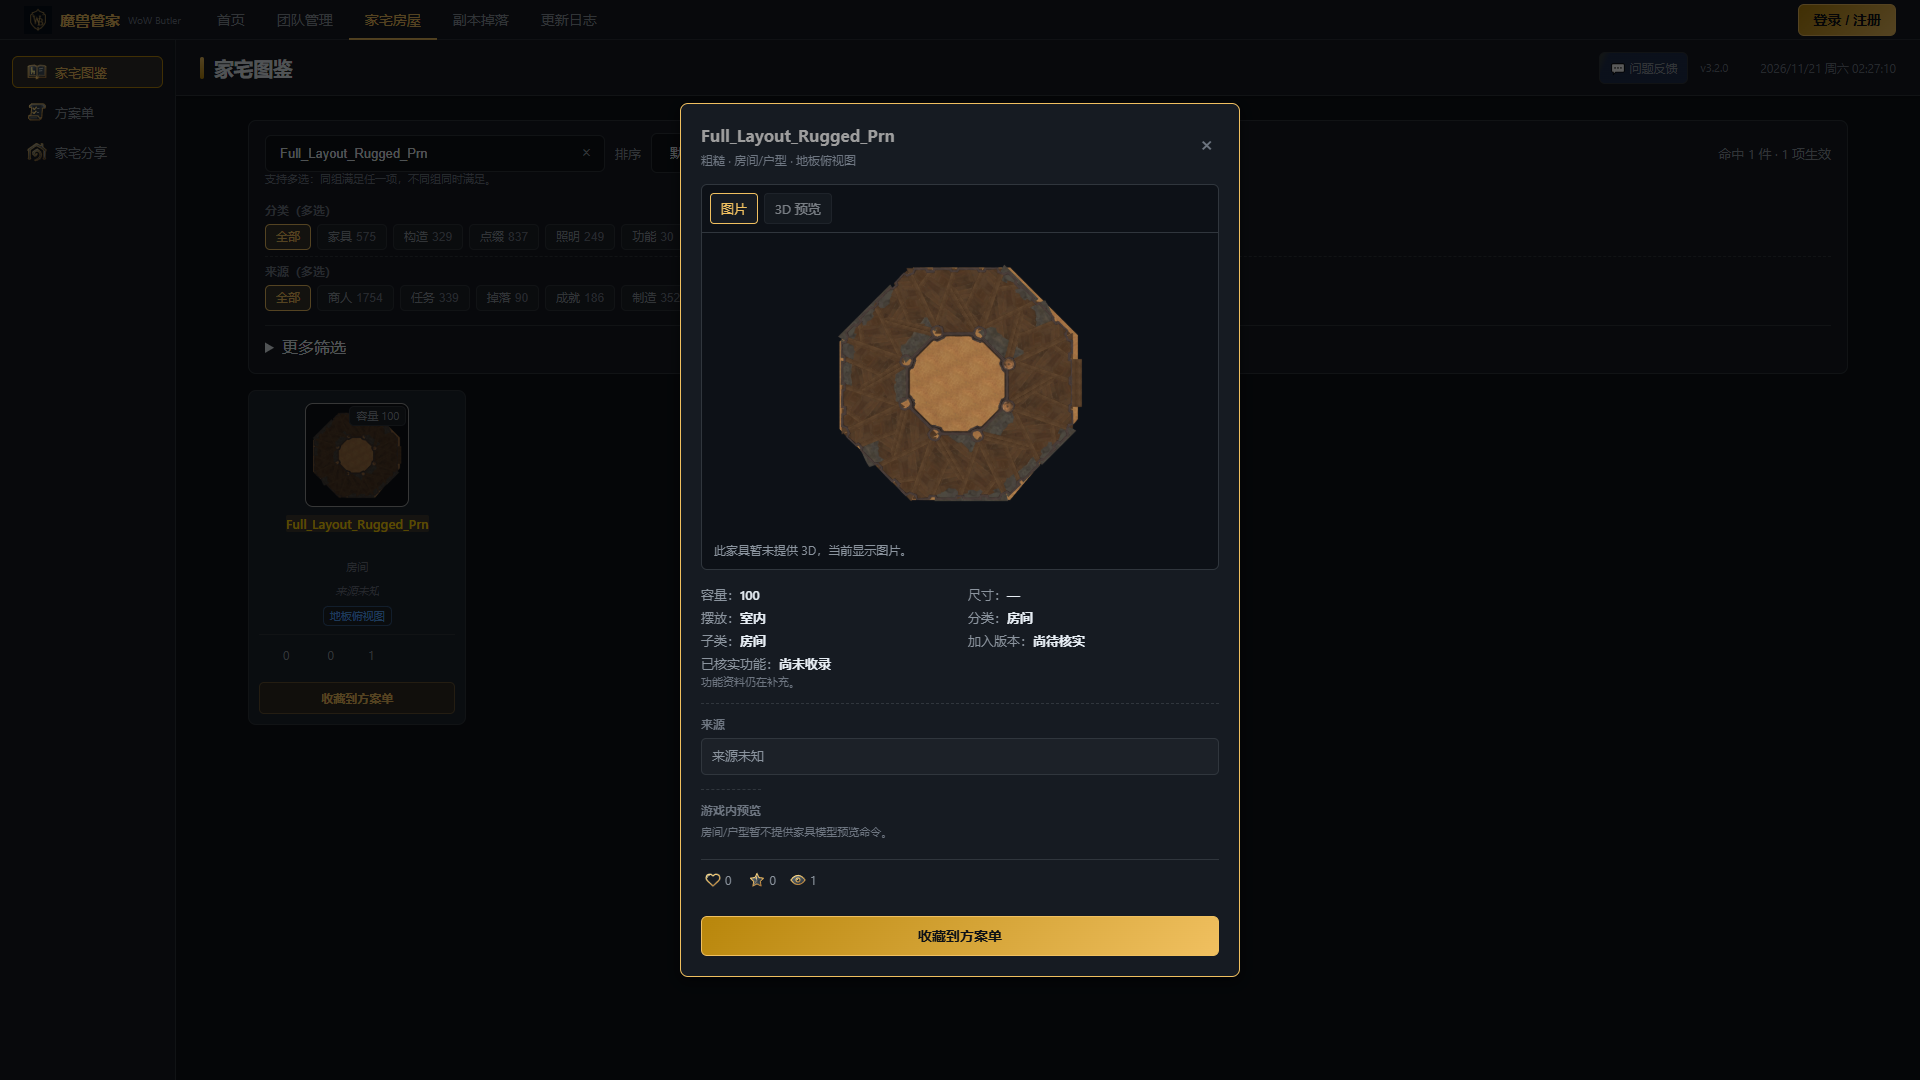 魔兽管家 WoW Butler 首页 团队管理 家宅房屋 副本掉落 更新日志 登录 / 注册
家宅图鉴
方案单
家宅分享
家宅图鉴 问题反馈 v3.2.0 2026/11/21 周六 02:27:10
Full_Layout_Rugged_Prn × 排序 默 命中 1 件 · 1 项生效
支持多选：同组满足任一项，不同组同时满足。
分类（多选）
全部 家具 575 构造 329 点缀 837 照明 249 功能 30
来源（多选）
全部 商人 1754 任务 339 掉落 90 成就 186 制造 352
▶ 更多筛选
容量 100
Full_Layout_Rugged_Prn
房间
来源未知
地板俯视图
0 0 1
收藏到方案单
Full_Layout_Rugged_Prn ×
粗糙 · 房间/户型 · 地板俯视图
图片 3D 预览
此家具暂未提供 3D，当前显示图片。
容量：100 尺寸：—
摆放：室内 分类：房间
子类：房间 加入版本：尚待核实
已核实功能：尚未收录
功能资料仍在补充。
来源
来源未知
游戏内预览
房间/户型暂不提供家具模型预览命令。
0 0 1
收藏到方案单